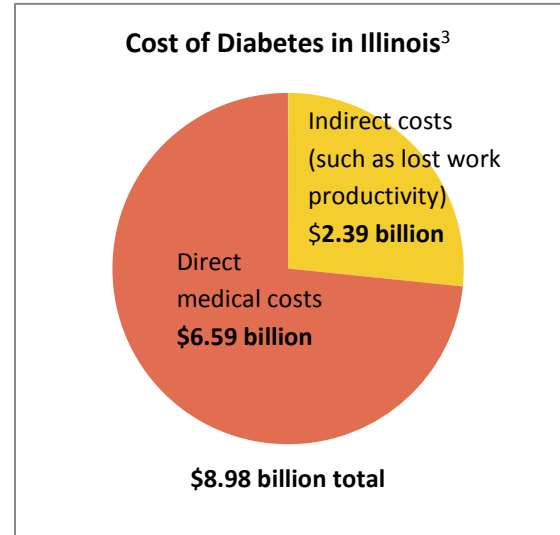 Cost of Diabetes in Illinois³
Indirect costs
(such as lost work
productivity)
$2.39 billion
Direct
medical costs
$6.59 billion
$8.98 billion total